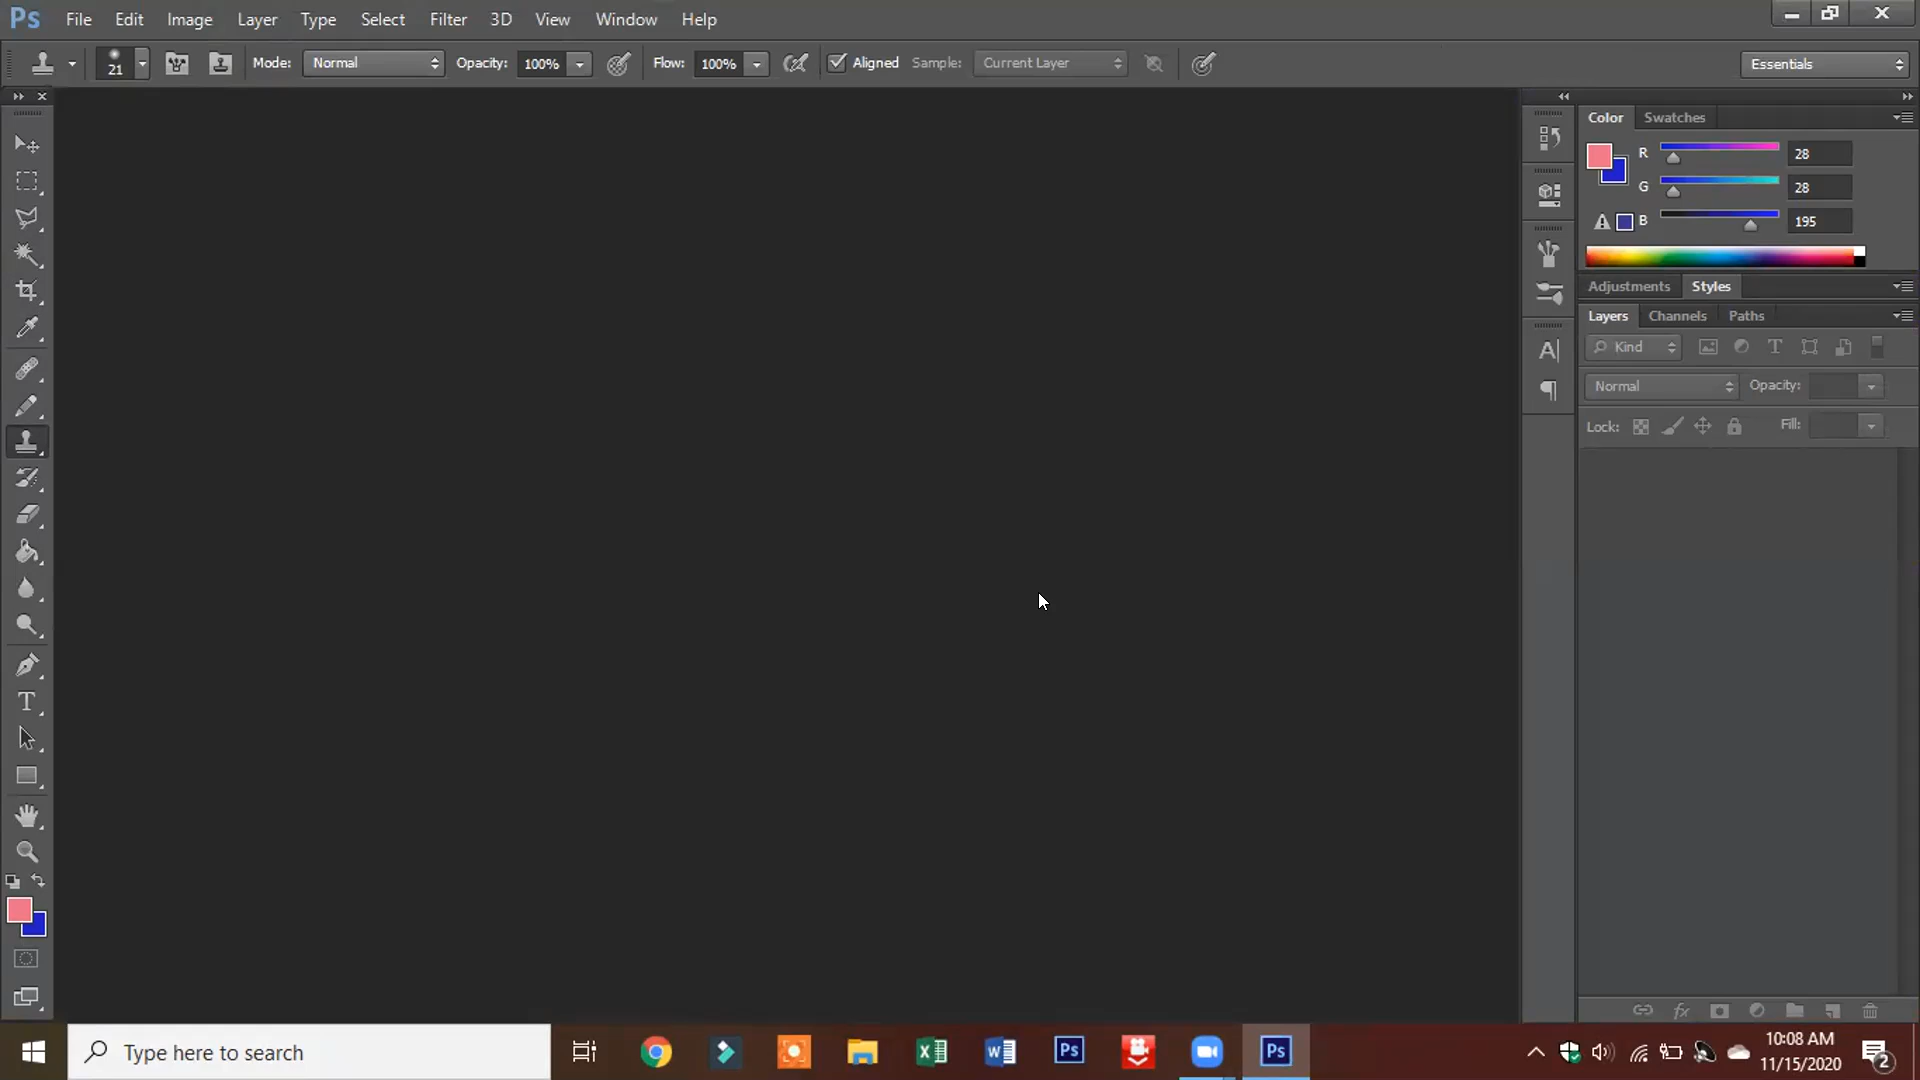 Ps File Edit Image Layer Type Select Filter 3D View Window Help
21 Mode: Normal Opacity: 100% Flow: 100% Aligned Sample: Current Layer Essentials
Color Swatches
R 28
G 28
B 195
Adjustments Styles
Layers Channels Paths
Kind
Normal Opacity:
Lock: Fill:
Type here to search
10:08 AM
11/15/2020
2